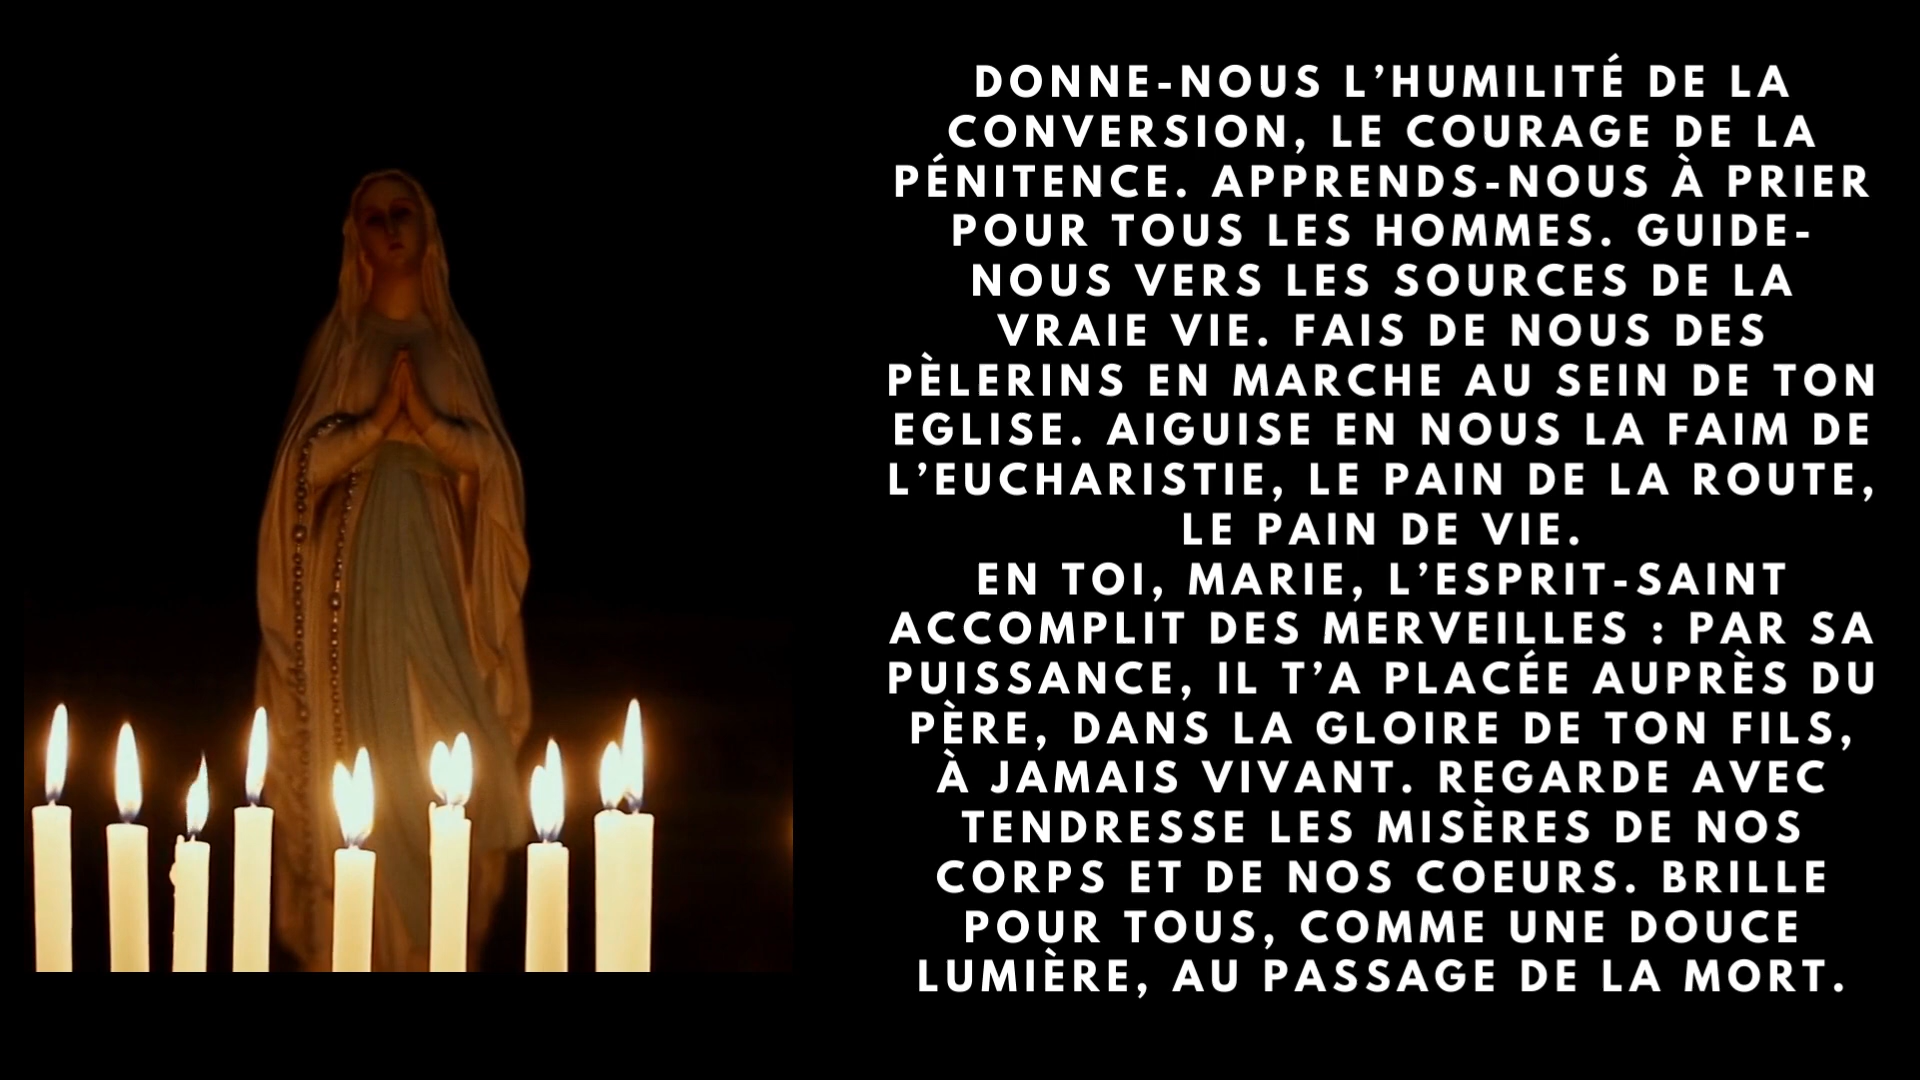 DONNE-NOUS L’HUMILITÉ DE LA
CONVERSION, LE COURAGE DE LA
PÉNITENCE. APPRENDS-NOUS À PRIER
POUR TOUS LES HOMMES. GUIDE-
NOUS VERS LES SOURCES DE LA
VRAIE VIE. FAIS DE NOUS DES
PÈLERINS EN MARCHE AU SEIN DE TON
EGLISE. AIGUISE EN NOUS LA FAIM DE
L’EUCHARISTIE, LE PAIN DE LA ROUTE,
LE PAIN DE VIE.
EN TOI, MARIE, L’ESPRIT-SAINT
ACCOMPLIT DES MERVEILLES : PAR SA
PUISSANCE, IL T’A PLACÉE AUPRÈS DU
PÈRE, DANS LA GLOIRE DE TON FILS,
À JAMAIS VIVANT. REGARDE AVEC
TENDRESSE LES MISÈRES DE NOS
CORPS ET DE NOS COEURS. BRILLE
POUR TOUS, COMME UNE DOUCE
LUMIÈRE, AU PASSAGE DE LA MORT.